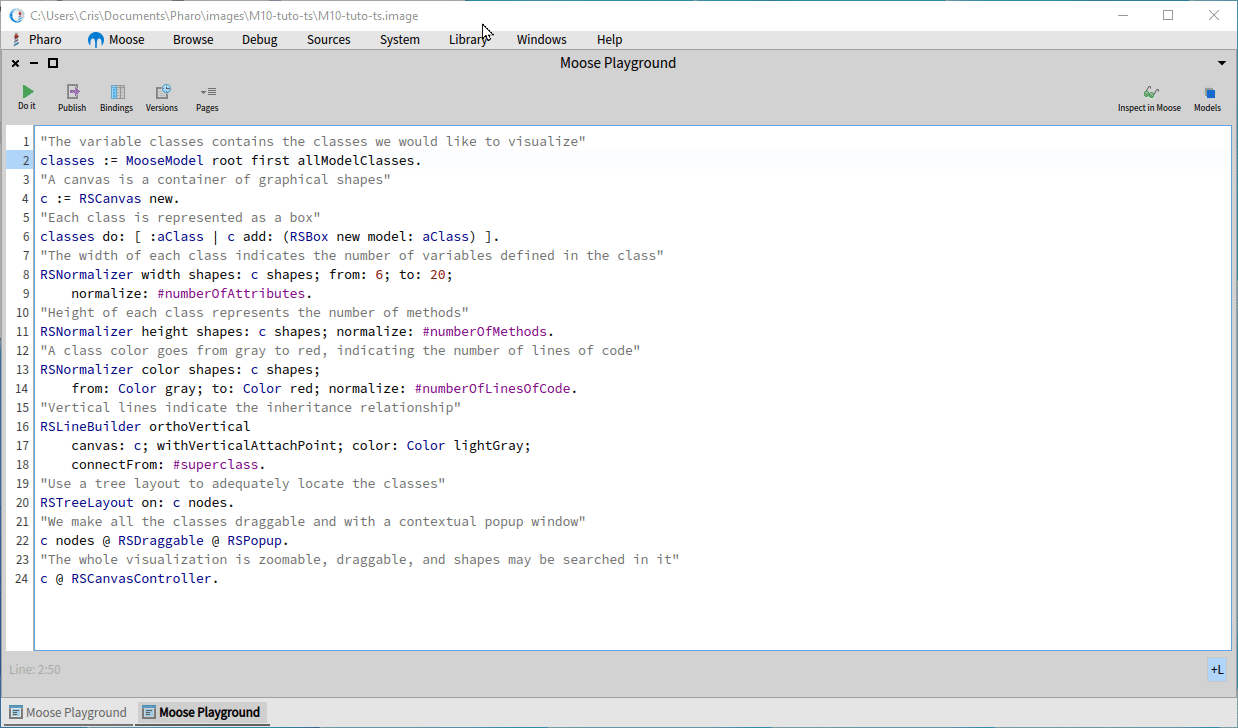 C:\Users\Cris\Documents\Pharo\images\M10-tuto-ts\M10-tuto-ts.image
Pharo Moose Browse Debug Sources System Library Windows Help
Moose Playground
Do it Publish Bindings Versions Pages Inspect in Moose Models
1 "The variable classes contains the classes we would like to visualize"
2 classes := MooseModel root first allModelClasses.
3 "A canvas is a container of graphical shapes"
4 c := RSCanvas new.
5 "Each class is represented as a box"
6 classes do: [ :aClass | c add: (RSBox new model: aClass) ].
7 "The width of each class indicates the number of variables defined in the class"
8 RSNormalizer width shapes: c shapes; from: 6; to: 20;
9     normalize: #numberOfAttributes.
10 "Height of each class represents the number of methods"
11 RSNormalizer height shapes: c shapes; normalize: #numberOfMethods.
12 "A class color goes from gray to red, indicating the number of lines of code"
13 RSNormalizer color shapes: c shapes;
14     from: Color gray; to: Color red; normalize: #numberOfLinesOfCode.
15 "Vertical lines indicate the inheritance relationship"
16 RSLineBuilder orthoVertical
17     canvas: c; withVerticalAttachPoint; color: Color lightGray;
18     connectFrom: #superclass.
19 "Use a tree layout to adequately locate the classes"
20 RSTreeLayout on: c nodes.
21 "We make all the classes draggable and with a contextual popup window"
22 c nodes @ RSDraggable @ RSPopup.
23 "The whole visualization is zoomable, draggable, and shapes may be searched in it"
24 c @ RSCanvasController.
Line: 2:50 +L
Moose Playground Moose Playground